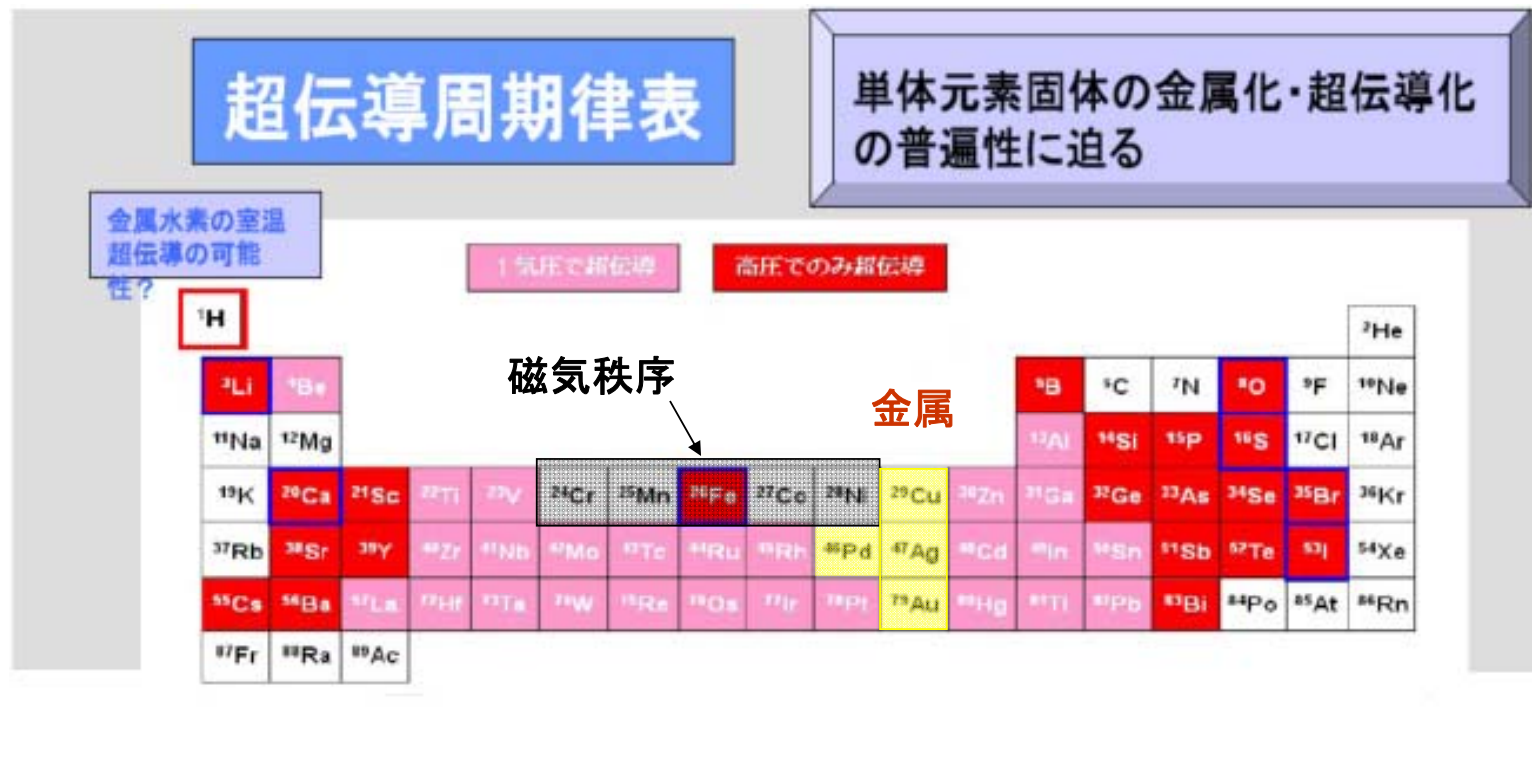 超伝導周期律表
単体元素固体の金属化・超伝導化
の普遍性に迫る
金属水素の室温
超伝導の可能
性？
1気圧で超伝導
高圧でのみ超伝導
磁気秩序
金属
1H 2He
3Li 4Be 5B 6C 7N 8O 9F 10Ne
11Na 12Mg 13Al 14Si 15P 16S 17Cl 18Ar
19K 20Ca 21Sc 22Ti 23V 24Cr 25Mn 26Fe 27Co 28Ni 29Cu 30Zn 31Ga 32Ge 33As 34Se 35Br 36Kr
37Rb 38Sr 39Y 40Zr 41Nb 42Mo 43Tc 44Ru 45Rh 46Pd 47Ag 48Cd 49In 50Sn 51Sb 52Te 53I 54Xe
55Cs 56Ba 57La 72Hf 73Ta 74W 75Re 76Os 77Ir 78Pt 79Au 80Hg 81Tl 82Pb 83Bi 84Po 85At 86Rn
87Fr 88Ra 89Ac